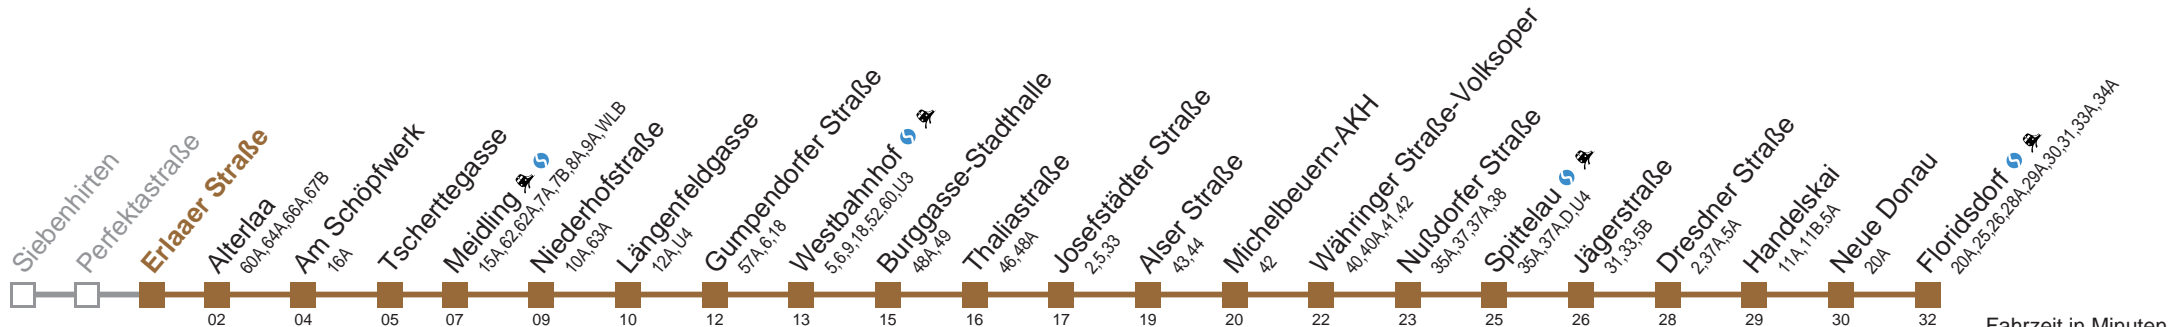 Siebenhirten
Perfektastraße
Erlaaer Straße
Alterlaa
60A,64A,66A,67B
Am Schöpfwerk
16A
Tscherttegasse
Meidling
15A,62,62A,7A,7B,8A,9A,WLB
Niederhofstraße
10A,63A
Längenfeldgasse
12A,U4
Gumpendorfer Straße
57A,6,18
Westbahnhof
5,6,9,18,52,60,U3
Burggasse-Stadthalle
48A,49
Thaliastraße
46,48A
Josefstädter Straße
2,5,33
Alser Straße
43,44
Michelbeuern-AKH
42
Währinger Straße-Volksoper
40,40A,41,42
Nußdorfer Straße
35A,37,37A,38
Spittelau
35A,37A,D,U4
Jägerstraße
31,33,5B
Dresdner Straße
2,37A,5A
Handelskai
11A,11B,5A
Neue Donau
20A
Floridsdorf
20A,25,26,28A,29A,30,31,33A,34A
02 04 05 07 09 10 12 13 15 16 17 19 20 22 23 25 26 28 29 30 32
Fahrzeit in Minuten